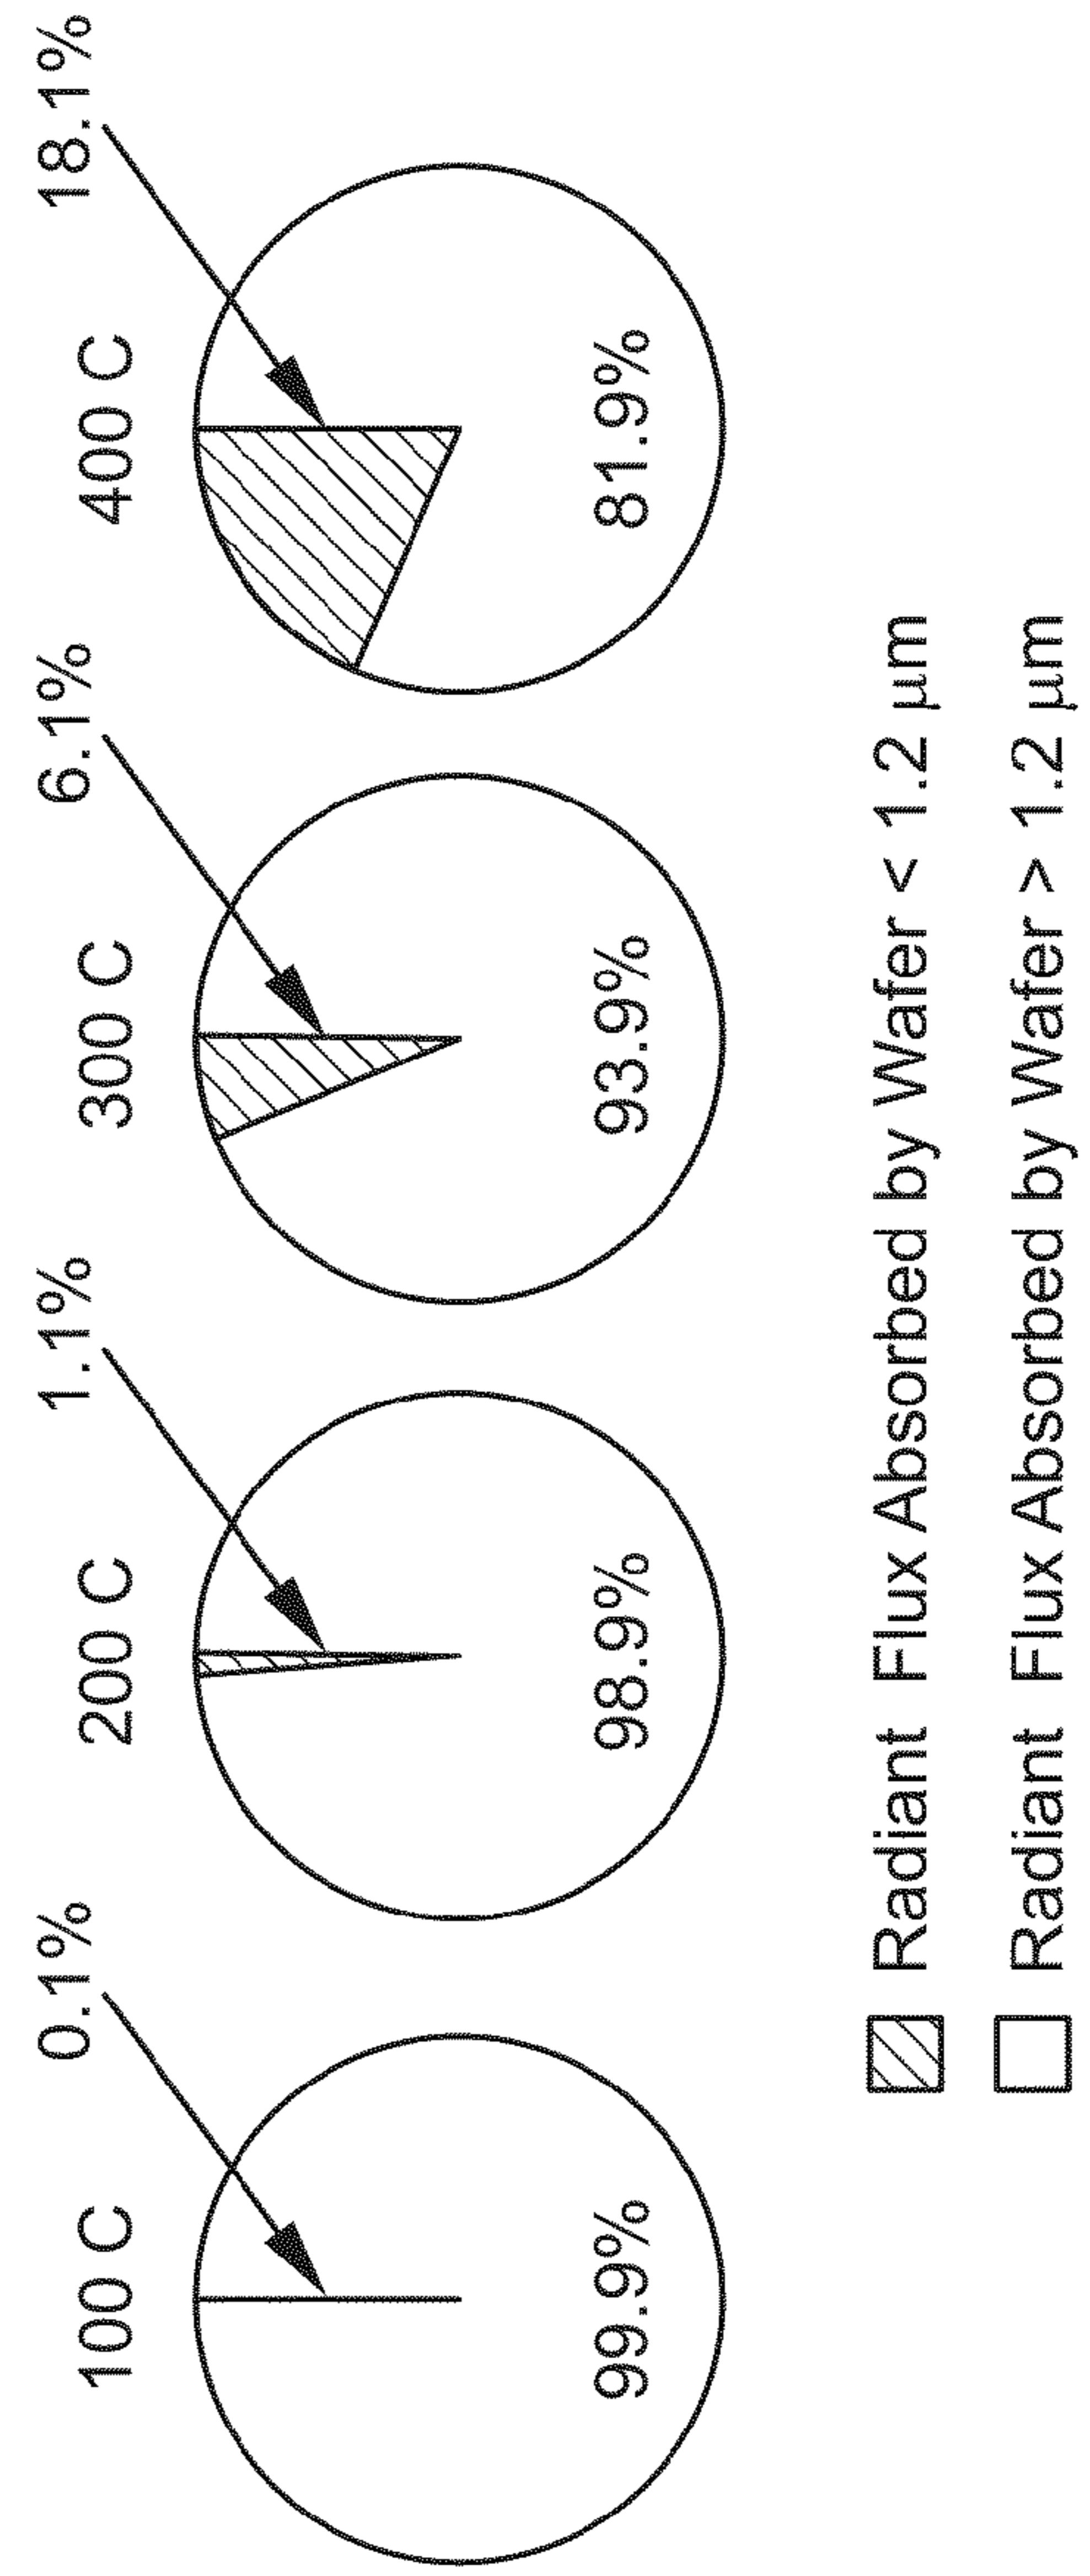 100 C
0.1%
99.9%
200 C
1.1%
98.9%
300 C
6.1%
93.9%
400 C
18.1%
81.9%
Radiant Flux Absorbed by Wafer < 1.2 μm
Radiant Flux Absorbed by Wafer > 1.2 μm